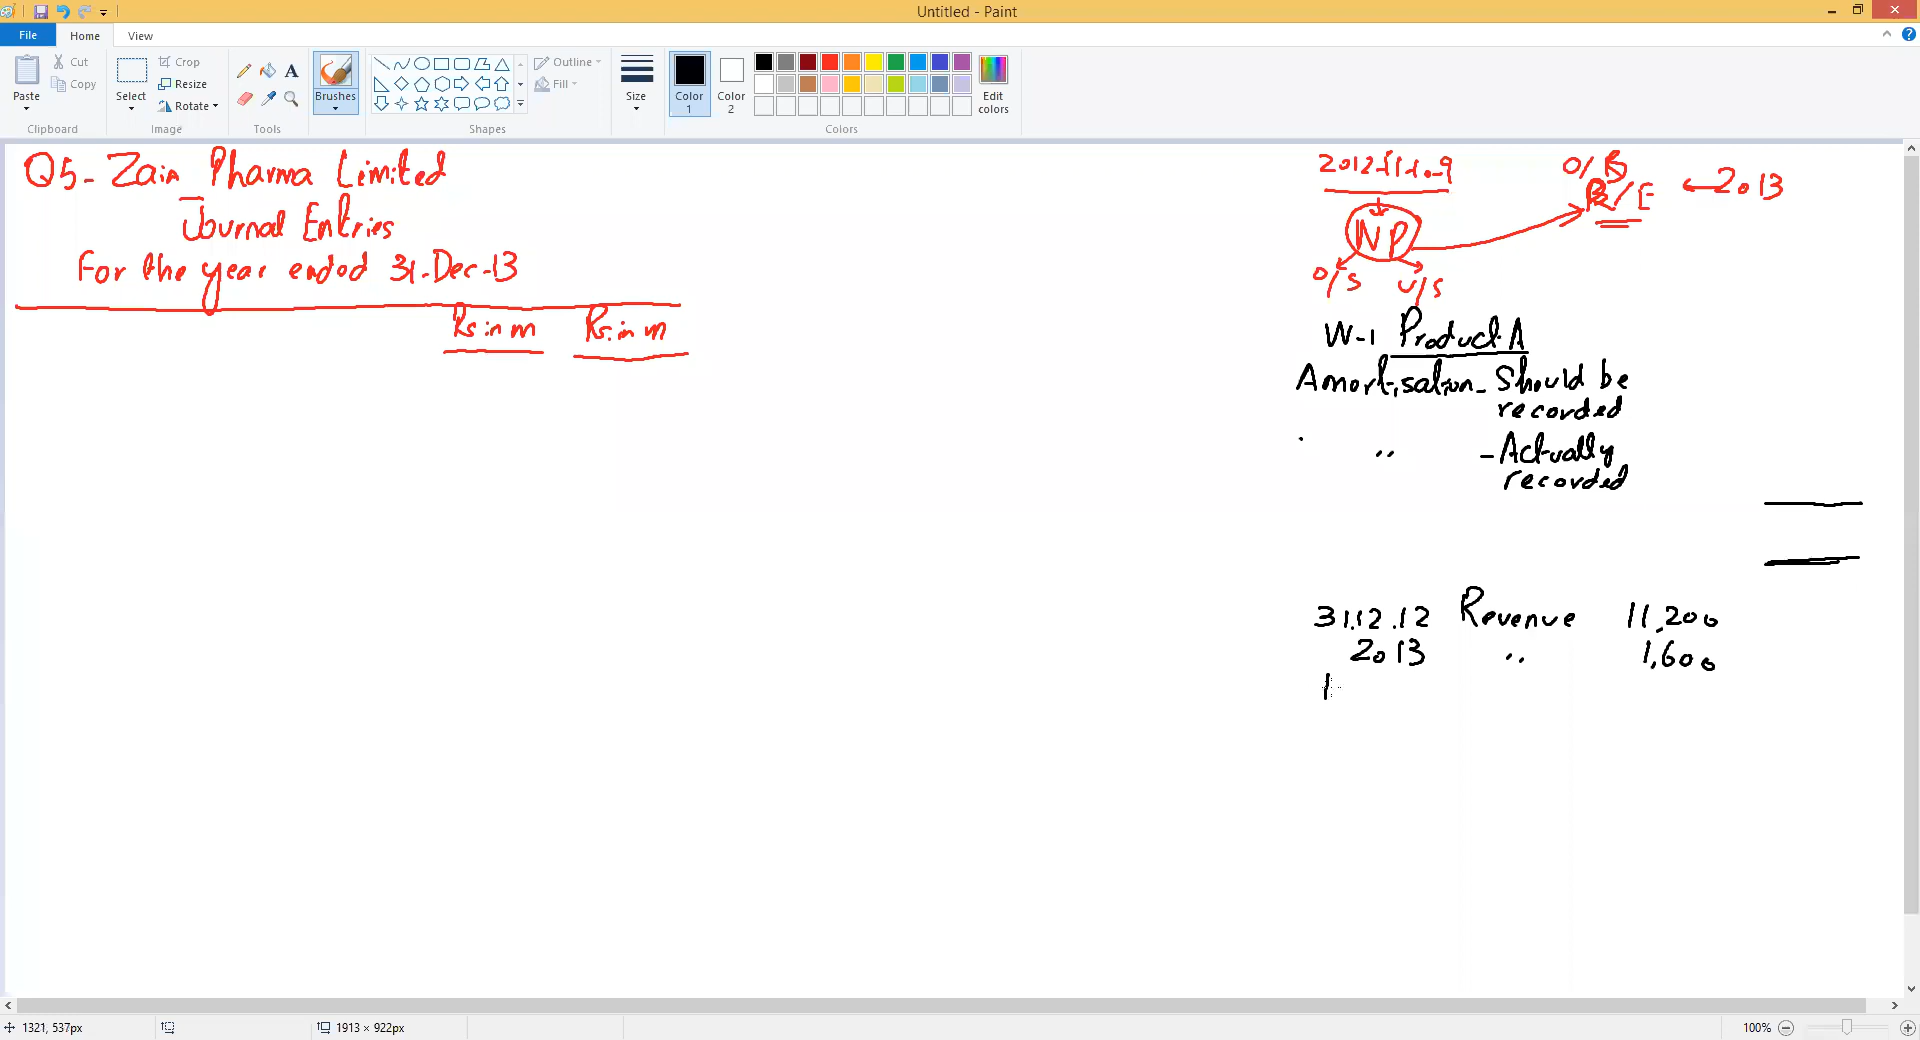 Untitled - Paint
File Home View
Paste Cut Copy Clipboard
Select Crop Resize Rotate Image
A Tools
Brushes
Outline Fill Shapes
Size
Color 1 Color 2
Edit colors Colors
Q5- Zain Pharma Limited
Journal Entries
For the year ended 31-Dec-13
Rs in m Rs in m
2012 11 10 9
O/B
R/E ← 2013
NP
O/S U/S
W-1 Product A
Amortisation - Should be recorded
" - Actually recorded
31.12.12 Revenue 11,200
2013 " 1,600
1321, 537px
1913 × 922px
100%